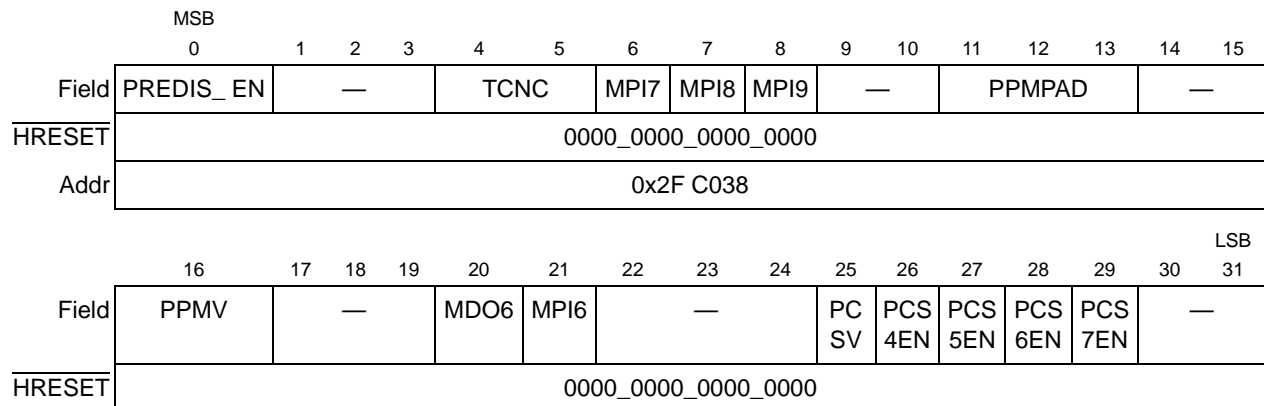 MSB
0 1 2 3 4 5 6 7 8 9 10 11 12 13 14 15
Field PREDIS_ EN — TCNC MPI7 MPI8 MPI9 — PPMPAD —
HRESET 0000_0000_0000_0000
Addr 0x2F C038
LSB
16 17 18 19 20 21 22 23 24 25 26 27 28 29 30 31
Field PPMV — MDO6 MPI6 — PC PCS PCS PCS PCS —
SV 4EN 5EN 6EN 7EN
HRESET 0000_0000_0000_0000